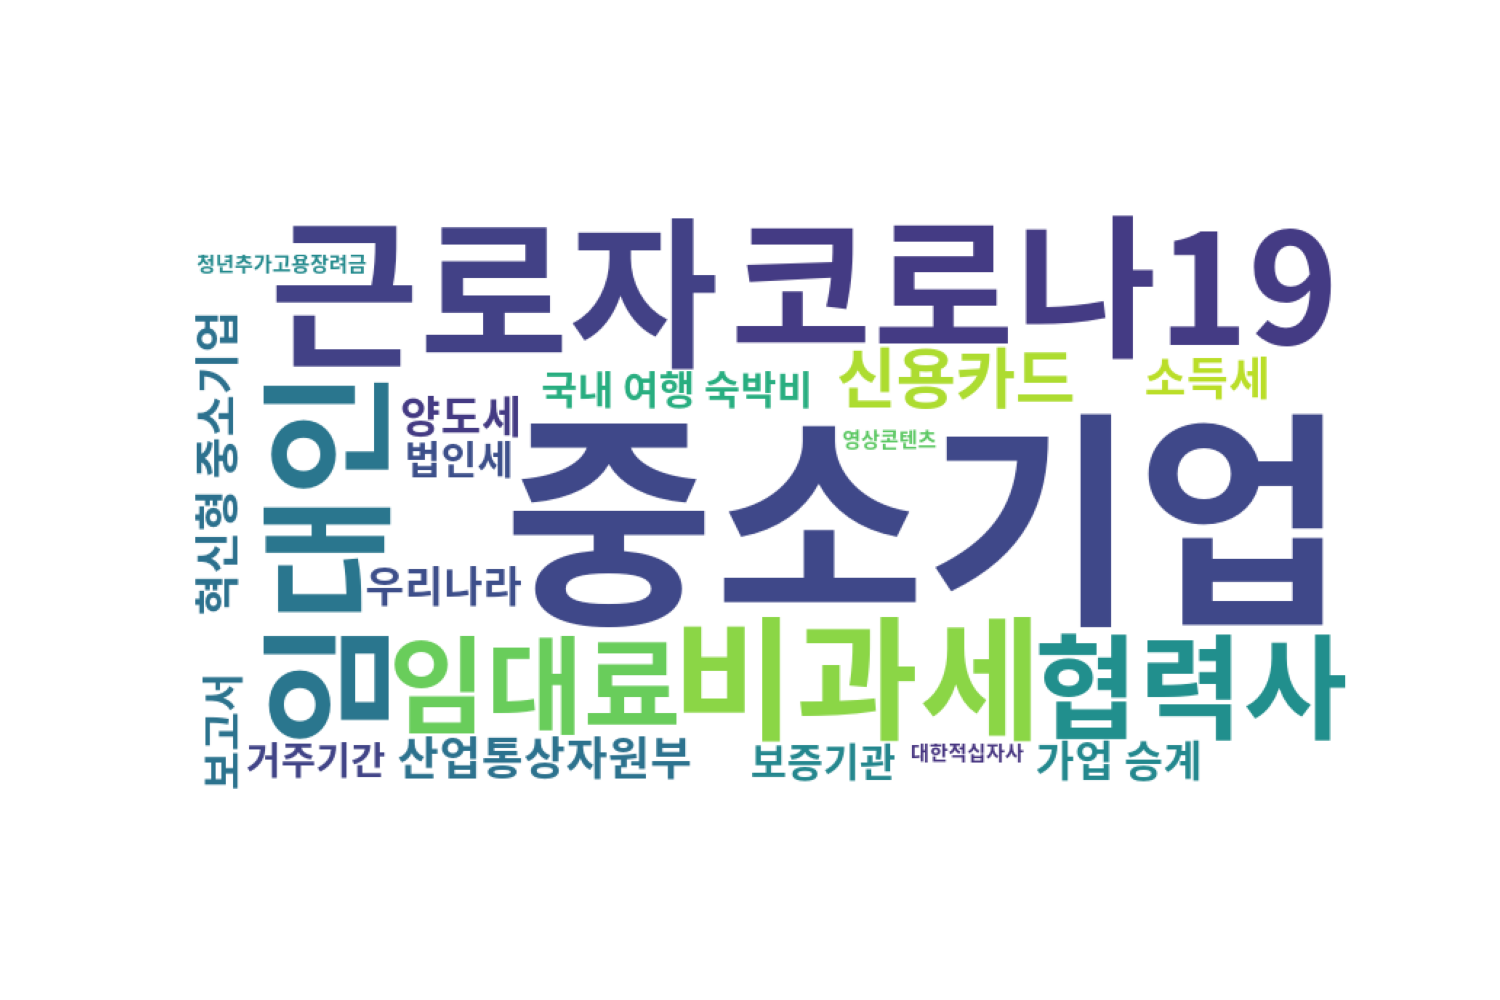 근로자
코로나19
청년추가고용장려금
혁신형 중소기업
임대인
양도세
국내 여행 숙박비
신용카드
소득세
법인세
영상콘텐츠
중소기업
우리나라
임대료
비과세
협력사
보고서
거주기간
산업통상자원부
보증기관
대한적십자사
가업 승계